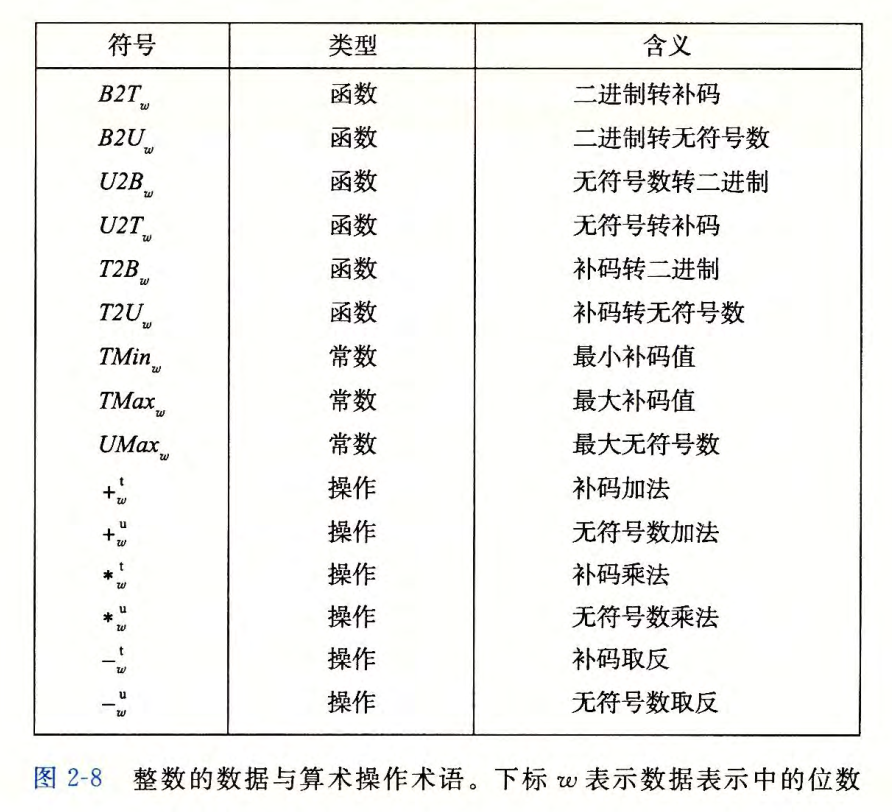 符号 类型 含义
B2T_w 函数 二进制转补码
B2U_w 函数 二进制转无符号数
U2B_w 函数 无符号数转二进制
U2T_w 函数 无符号转补码
T2B_w 函数 补码转二进制
T2U_w 函数 补码转无符号数
TMin_w 常数 最小补码值
TMax_w 常数 最大补码值
UMax_w 常数 最大无符号数
+^t_w 操作 补码加法
+^u_w 操作 无符号数加法
*^t_w 操作 补码乘法
*^u_w 操作 无符号数乘法
-^t_w 操作 补码取反
-^u_w 操作 无符号数取反
图 2-8 整数的数据与算术操作术语。下标 w 表示数据表示中的位数